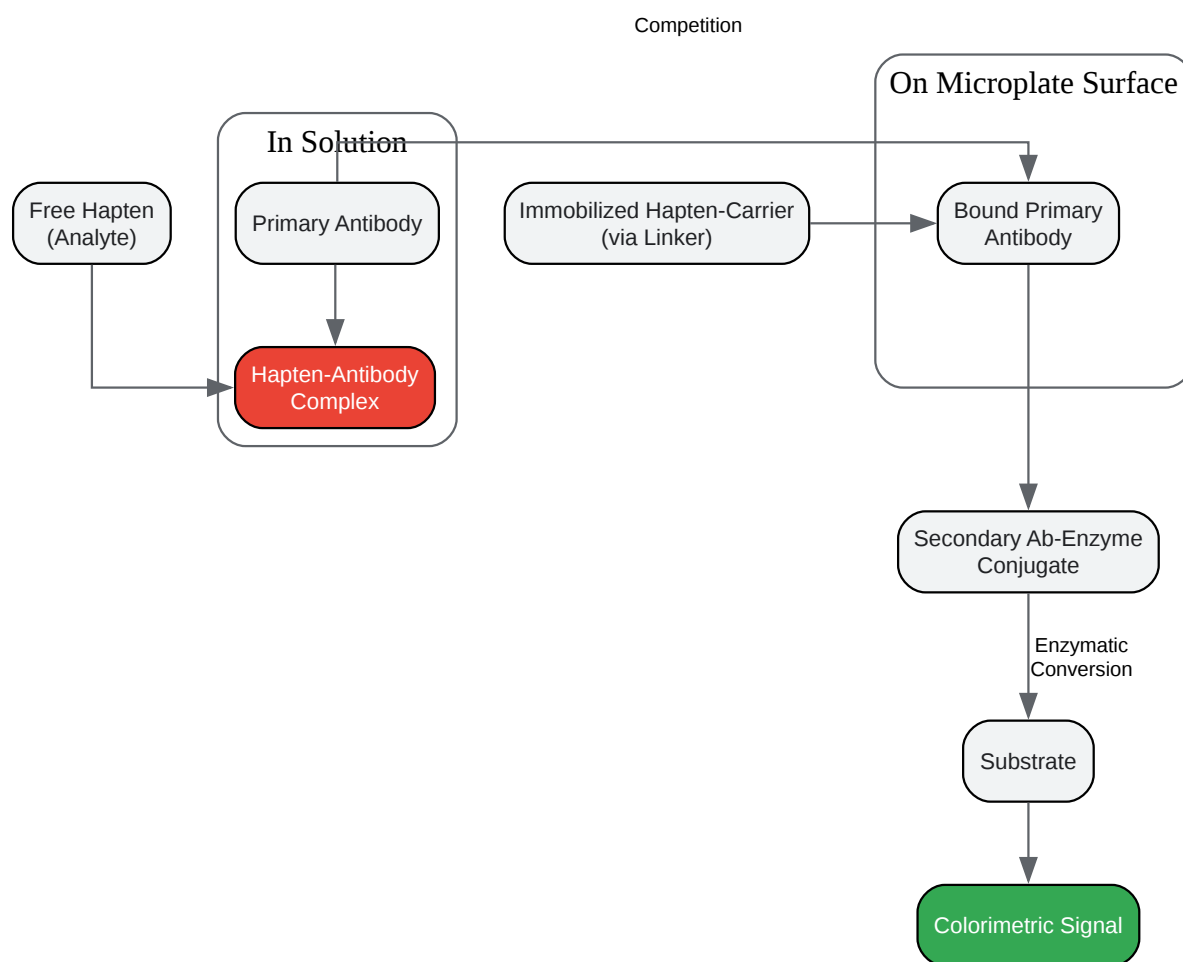 Competition
On Microplate Surface
In Solution
Free Hapten
(Analyte)
Primary Antibody
Immobilized Hapten-Carrier
(via Linker)
Bound Primary
Antibody
Hapten-Antibody
Complex
Secondary Ab-Enzyme
Conjugate
Enzymatic
Conversion
Substrate
Colorimetric Signal